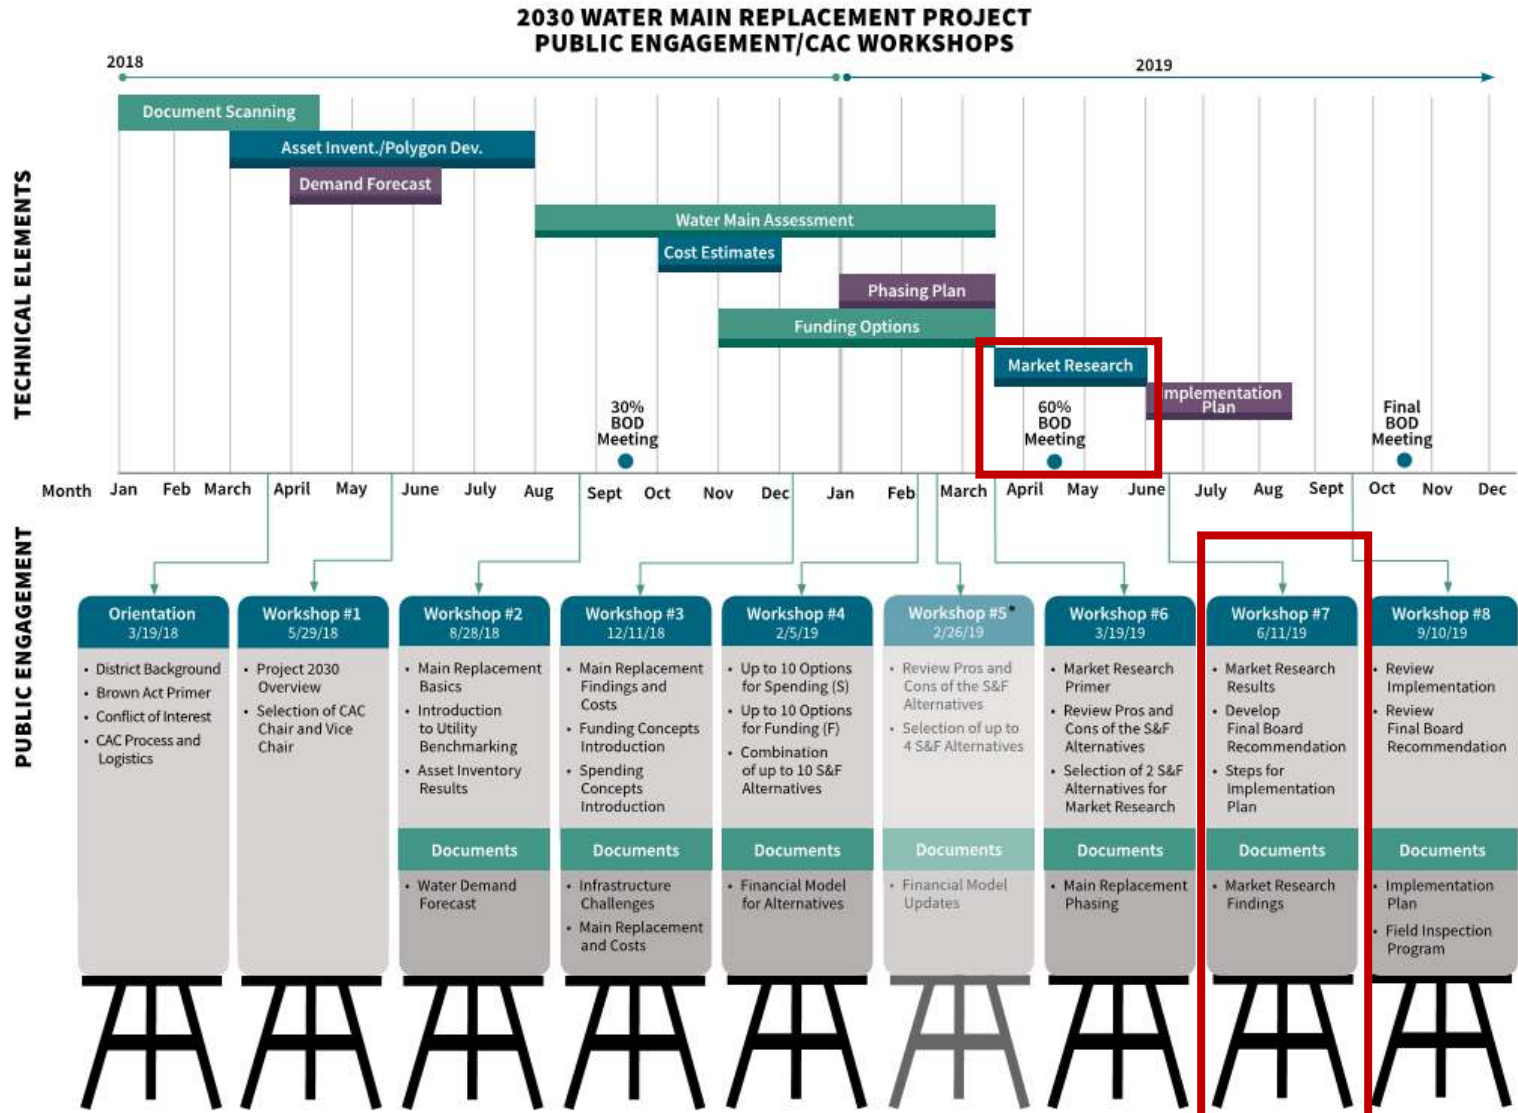 2030 WATER MAIN REPLACEMENT PROJECT
PUBLIC ENGAGEMENT/CAC WORKSHOPS
2018
2019
TECHNICAL ELEMENTS
Document Scanning
Asset Invent./Polygon Dev.
Demand Forecast
Water Main Assessment
Cost Estimates
Phasing Plan
Funding Options
Market Research
Implementation
Plan
30%
BOD
Meeting
60%
BOD
Meeting
Final
BOD
Meeting
Month Jan Feb March April May June July Aug Sept Oct Nov Dec Jan Feb March April May June July Aug Sept Oct Nov Dec
PUBLIC ENGAGEMENT
Orientation
3/19/18
• District Background
• Brown Act Primer
• Conflict of Interest
• CAC Process and
Logistics
Workshop #1
5/29/18
• Project 2030
Overview
• Selection of CAC
Chair and Vice
Chair
Workshop #2
8/28/18
• Main Replacement
Basics
• Introduction
to Utility
Benchmarking
• Asset Inventory
Results
Documents
• Water Demand
Forecast
Workshop #3
12/11/18
• Main Replacement
Findings and
Costs
• Funding Concepts
Introduction
• Spending
Concepts
Introduction
Documents
• Infrastructure
Challenges
• Main Replacement
and Costs
Workshop #4
2/5/19
• Up to 10 Options
for Spending (S)
• Up to 10 Options
for Funding (F)
• Combination
of up to 10 S&F
Alternatives
Documents
• Financial Model
for Alternatives
Workshop #5*
2/26/19
• Review Pros and
Cons of the S&F
Alternatives
• Selection of up to
4 S&F Alternatives
Documents
• Financial Model
Updates
Workshop #6
3/19/19
• Market Research
Primer
• Review Pros and
Cons of the S&F
Alternatives
• Selection of 2 S&F
Alternatives for
Market Research
Documents
• Main Replacement
Phasing
Workshop #7
6/11/19
• Market Research
Results
• Develop
Final Board
Recommendation
• Steps for
Implementation
Plan
Documents
• Market Research
Findings
Workshop #8
9/10/19
• Review
Implementation
• Review
Final Board
Recommendation
Documents
• Implementation
Plan
• Field Inspection
Program